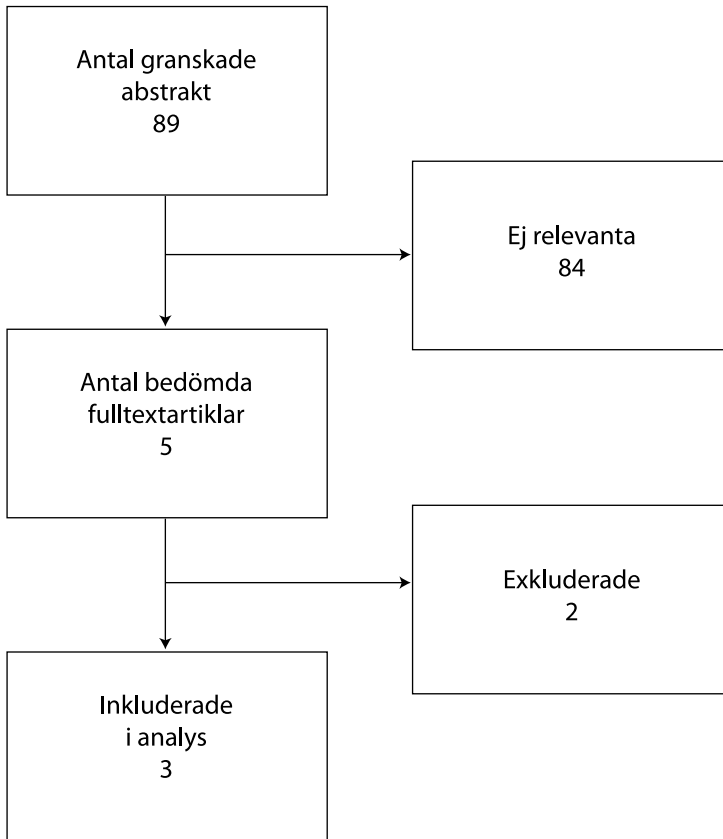 Antal granskade
abstrakt
89
Ej relevanta
84
Antal bedömda
fulltextartiklar
5
Exkluderade
2
Inkluderade
i analys
3